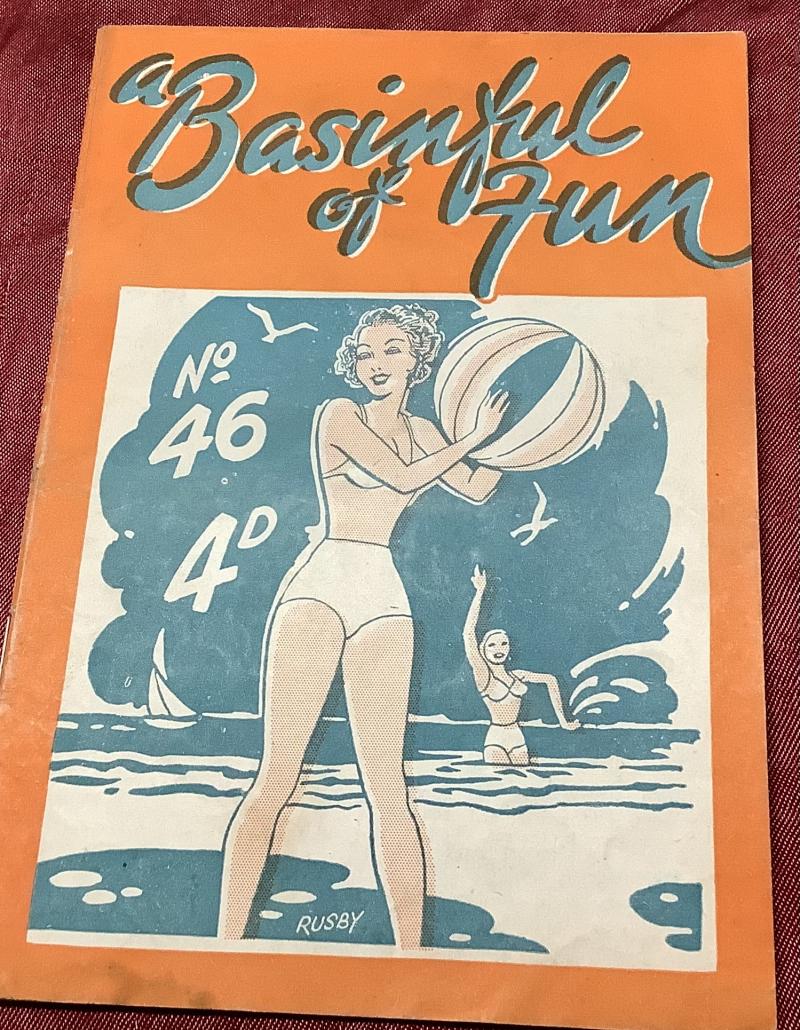 a Basinful
of Fun
Nº
46
4D
RUSBY